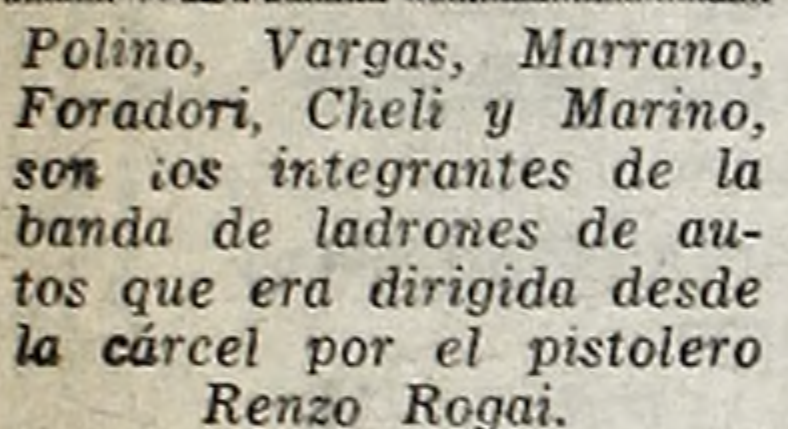 Polino, Vargas, Marrano,
Foradori, Cheli y Marino,
son los integrantes de la
banda de ladrones de au-
tos que era dirigida desde
la cárcel por el pistolero
Renzo Rogai.